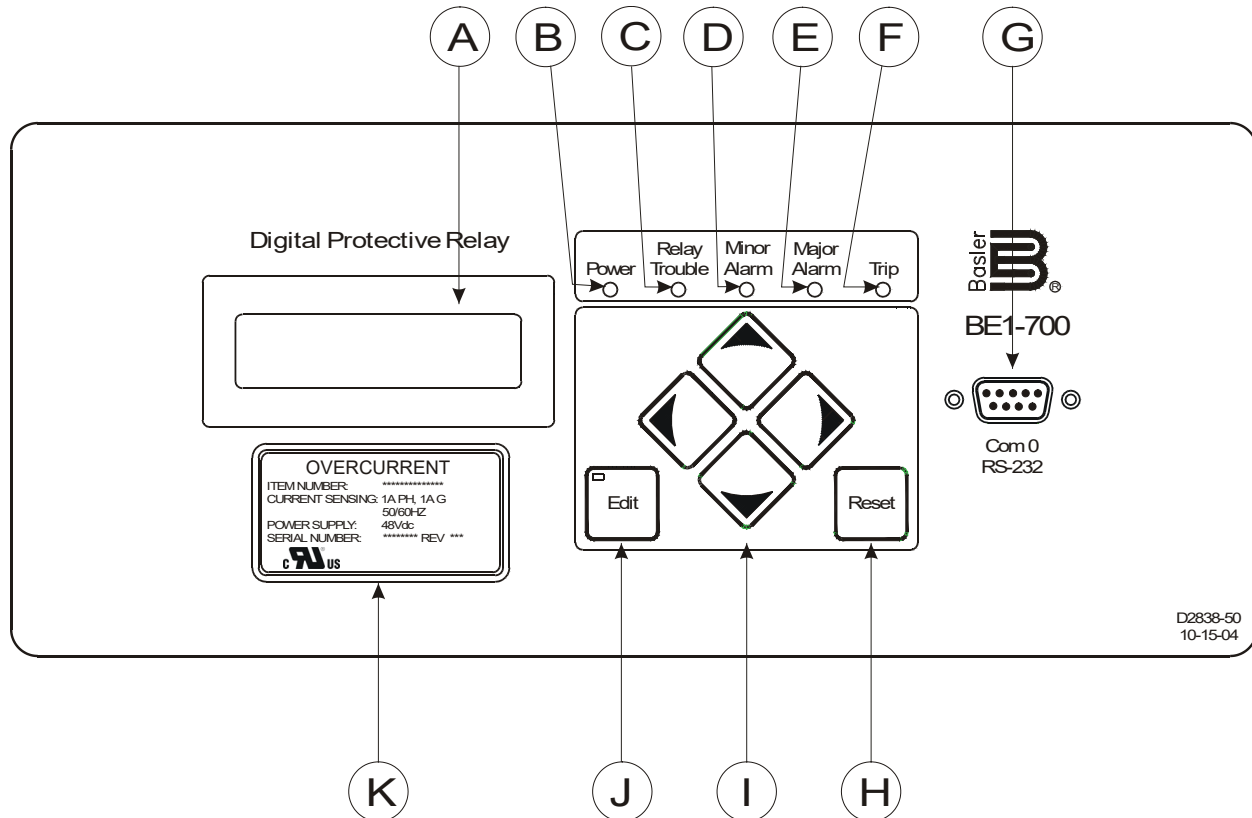 A B C D E F G
Digital Protective Relay
Power
Relay
Trouble
Minor
Alarm
Major
Alarm
Trip
Basler
®
BE1-700
Com 0
RS-232
OVERCURRENT
ITEM NUMBER: **************
CURRENT SENSING: 1A PH, 1A G
50/60HZ
POWER SUPPLY: 48Vdc
SERIAL NUMBER: ******** REV ***
C RU ® US
Edit
Reset
D2838-50
10-15-04
K J I H